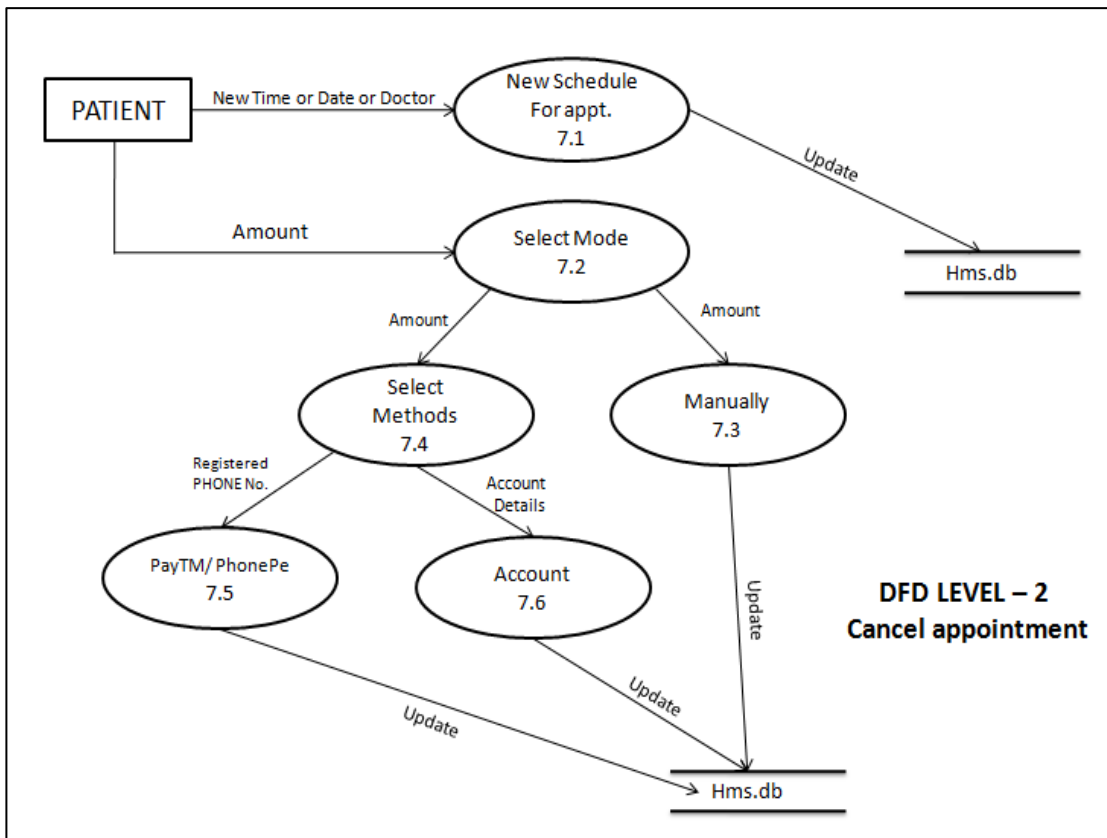 PATIENT
New Time or Date or Doctor
New Schedule
For appt.
7.1
Update
Hms.db
Amount
Select Mode
7.2
Amount
Amount
Select
Methods
7.4
Manually
7.3
Registered
PHONE No.
Account
Details
PayTM/ PhonePe
7.5
Account
7.6
Update
DFD LEVEL – 2
Cancel appointment
Update
Update
Hms.db